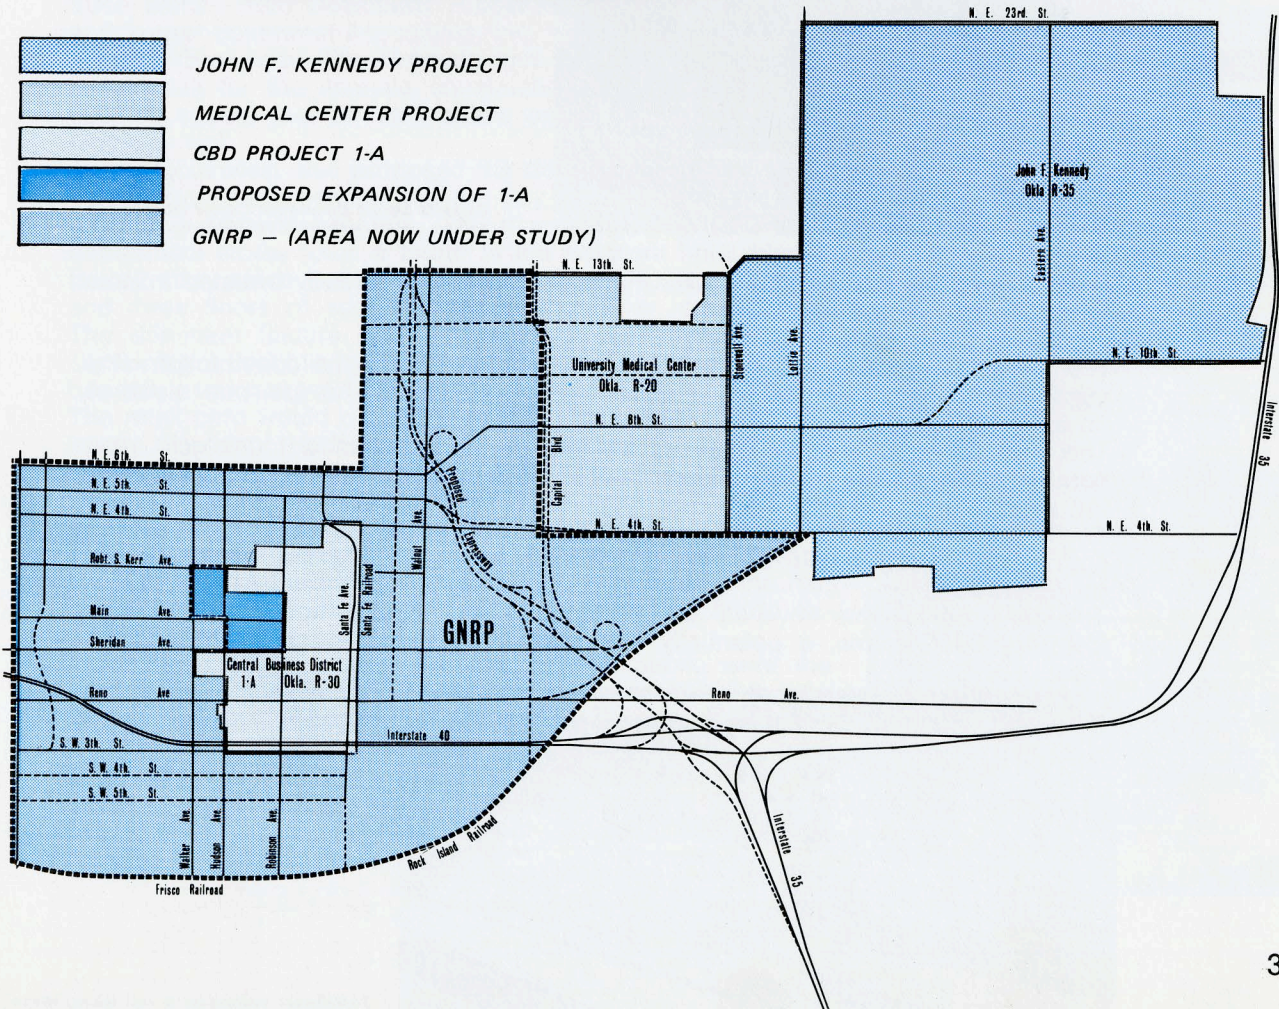 JOHN F. KENNEDY PROJECT
MEDICAL CENTER PROJECT
CBD PROJECT 1-A
PROPOSED EXPANSION OF 1-A
GNRP – (AREA NOW UNDER STUDY)
N. E. 23rd. St.
John F. Kennedy
Okla R-35
Eastern Ave.
N. E. 13th. St.
Stonewall Ave.
Lottie Ave.
N. E. 10th. St.
University Medical Center
Okla. R-20
N. E. 8th. St.
Interstate 35
Capital Blvd
Proposed Expressway
N. E. 6th. St.
N. E. 5th. St.
N. E. 4th. St.
N. E. 4th. St.
N. E. 4th. St.
Walnut Ave.
Robt. S. Kerr Ave.
Santa Fe Ave.
Santa Fe Railroad
Main Ave.
Sheridan Ave.
GNRP
Central Business District
1-A Okla. R-30
Reno Ave
Reno Ave.
Interstate 40
S. W. 3th. St.
S. W. 4th. St.
S. W. 5th. St.
Walker Ave.
Hudson Ave.
Robinson Ave.
Rock Island Railroad
Frisco Railroad
Interstate 35
3